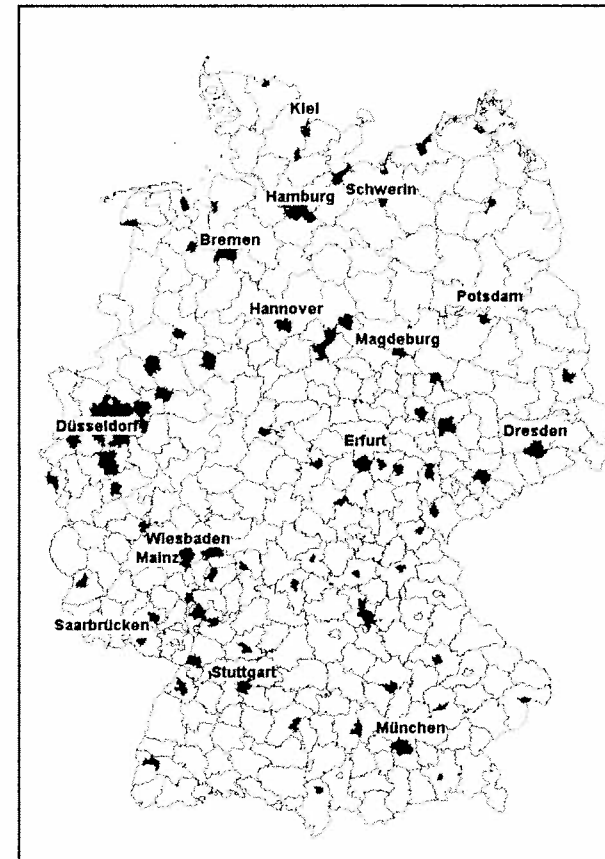 Kiel
Schwerin
Hamburg
Bremen
Potsdam
Hannover
Magdeburg
Düsseldorf
Erfurt
Dresden
Wiesbaden
Mainz
Saarbrücken
Stuttgart
München